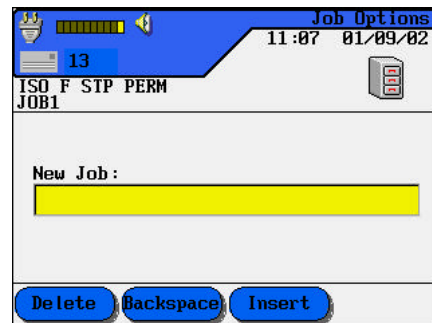 Job Options
11:07 01/09/02
13
ISO F STP PERM
JOB1
New Job:
Delete Backspace Insert